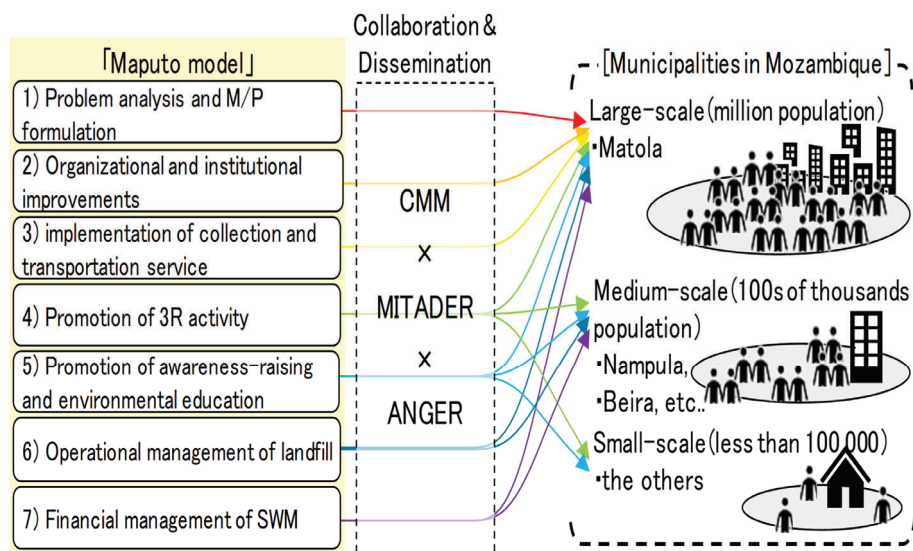 「Maputo model」
1) Problem analysis and M/P
formulation
2) Organizational and institutional
improvements
3) implementation of collection and
transportation service
4) Promotion of 3R activity
5) Promotion of awareness-raising
and environmental education
6) Operational management of landfill
7) Financial management of SWM
Collaboration &
Dissemination
CMM
×
MITADER
×
ANGER
[Municipalities in Mozambique]
Large-scale(million population)
・Matola
Medium-scale(100s of thousands
population)
・Nampula,
・Beira, etc..
Small-scale(less than 100,000)
・the others